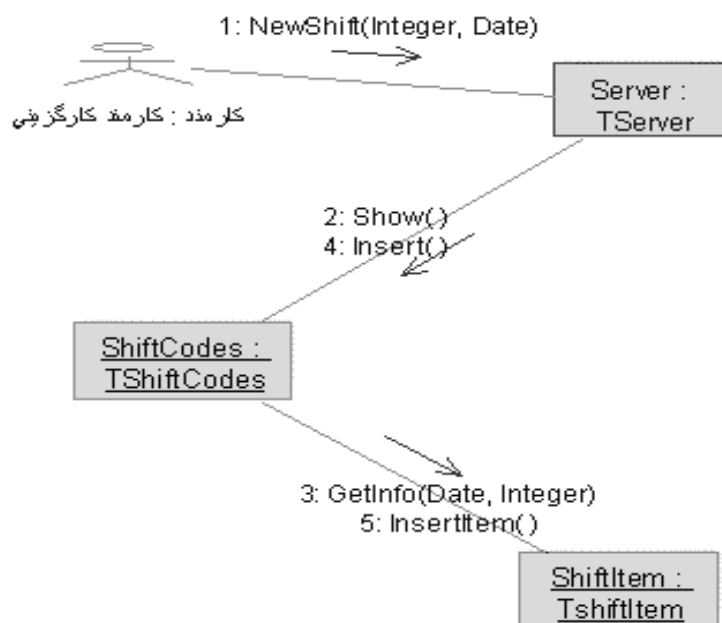 1: NewShift(Integer, Date)
کارمند : کارمند کارگزيني
Server :
TServer
2: Show()
4: Insert()
ShiftCodes :
TShiftCodes
3: GetInfo(Date, Integer)
5: InsertItem()
ShiftItem :
TshiftItem